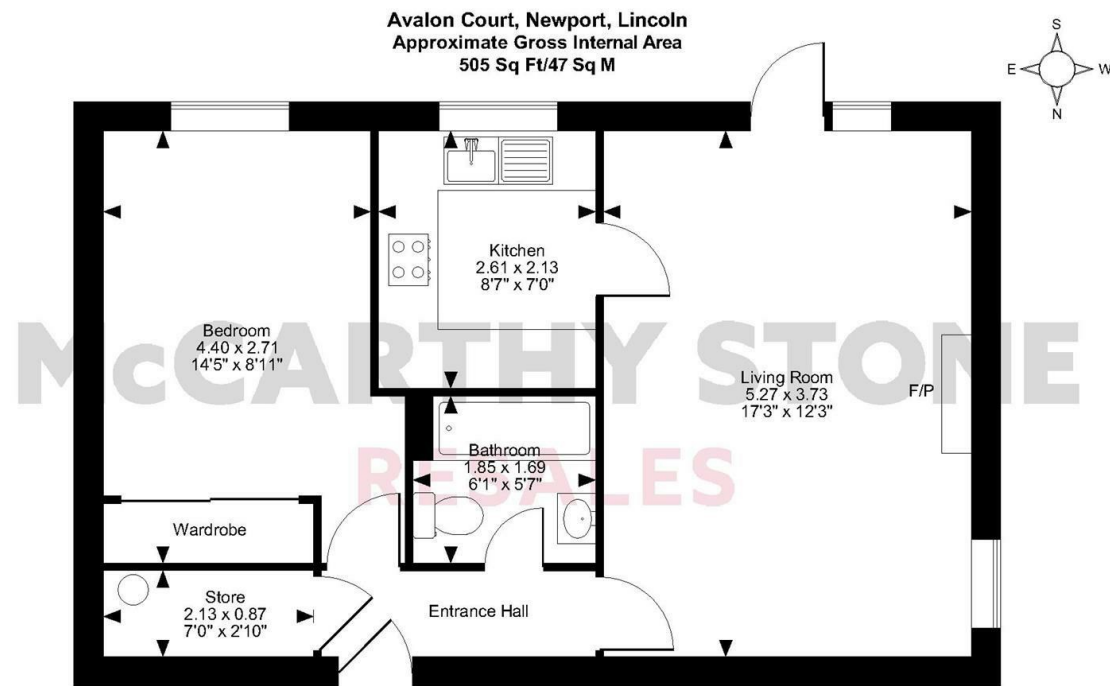 Avalon Court, Newport, Lincoln
Approximate Gross Internal Area
505 Sq Ft/47 Sq M
S
E W
N
Kitchen
2.61 x 2.13
8'7" x 7'0"
Bedroom
4.40 x 2.71
14'5" x 8'11"
McCARTHY STONE
RESALES
Living Room
5.27 x 3.73
17'3" x 12'3"
F/P
Bathroom
1.85 x 1.69
6'1" x 5'7"
Wardrobe
Store
2.13 x 0.87
7'0" x 2'10"
Entrance Hall